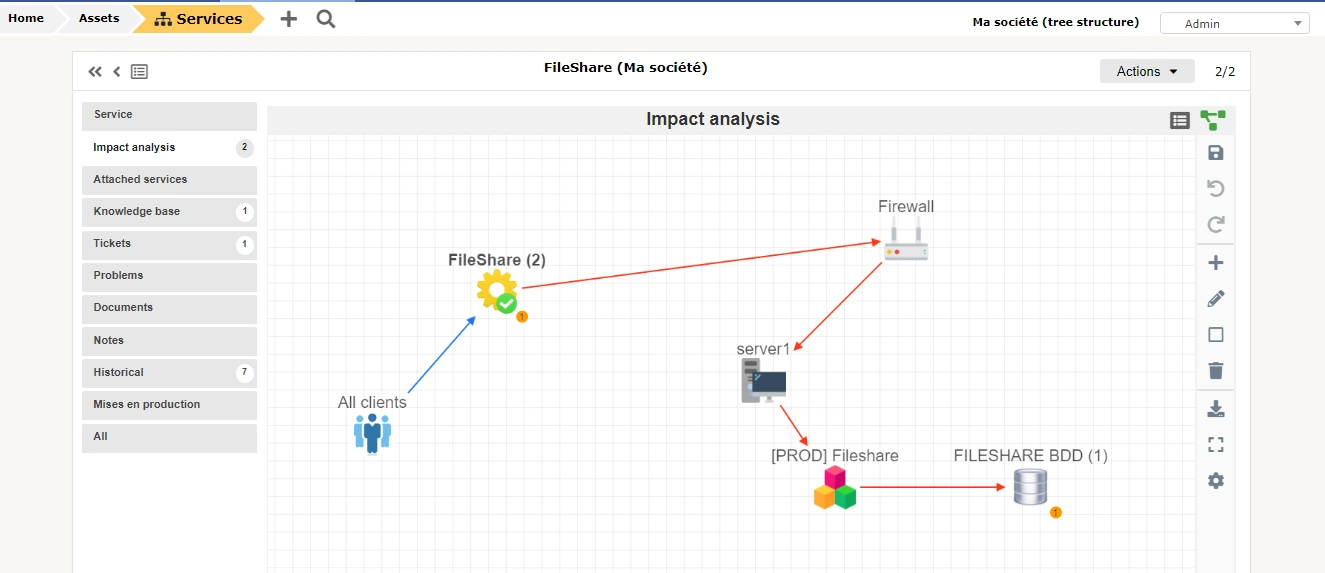 Home Assets Services
Ma société (tree structure) Admin
FileShare (Ma société)
Actions 2/2
Service
Impact analysis 2
Attached services
Knowledge base 1
Tickets 1
Problems
Documents
Notes
Historical 7
Mises en production
All
Impact analysis
Firewall
FileShare (2)
1
server1
All clients
[PROD] Fileshare
FILESHARE BDD (1)
1